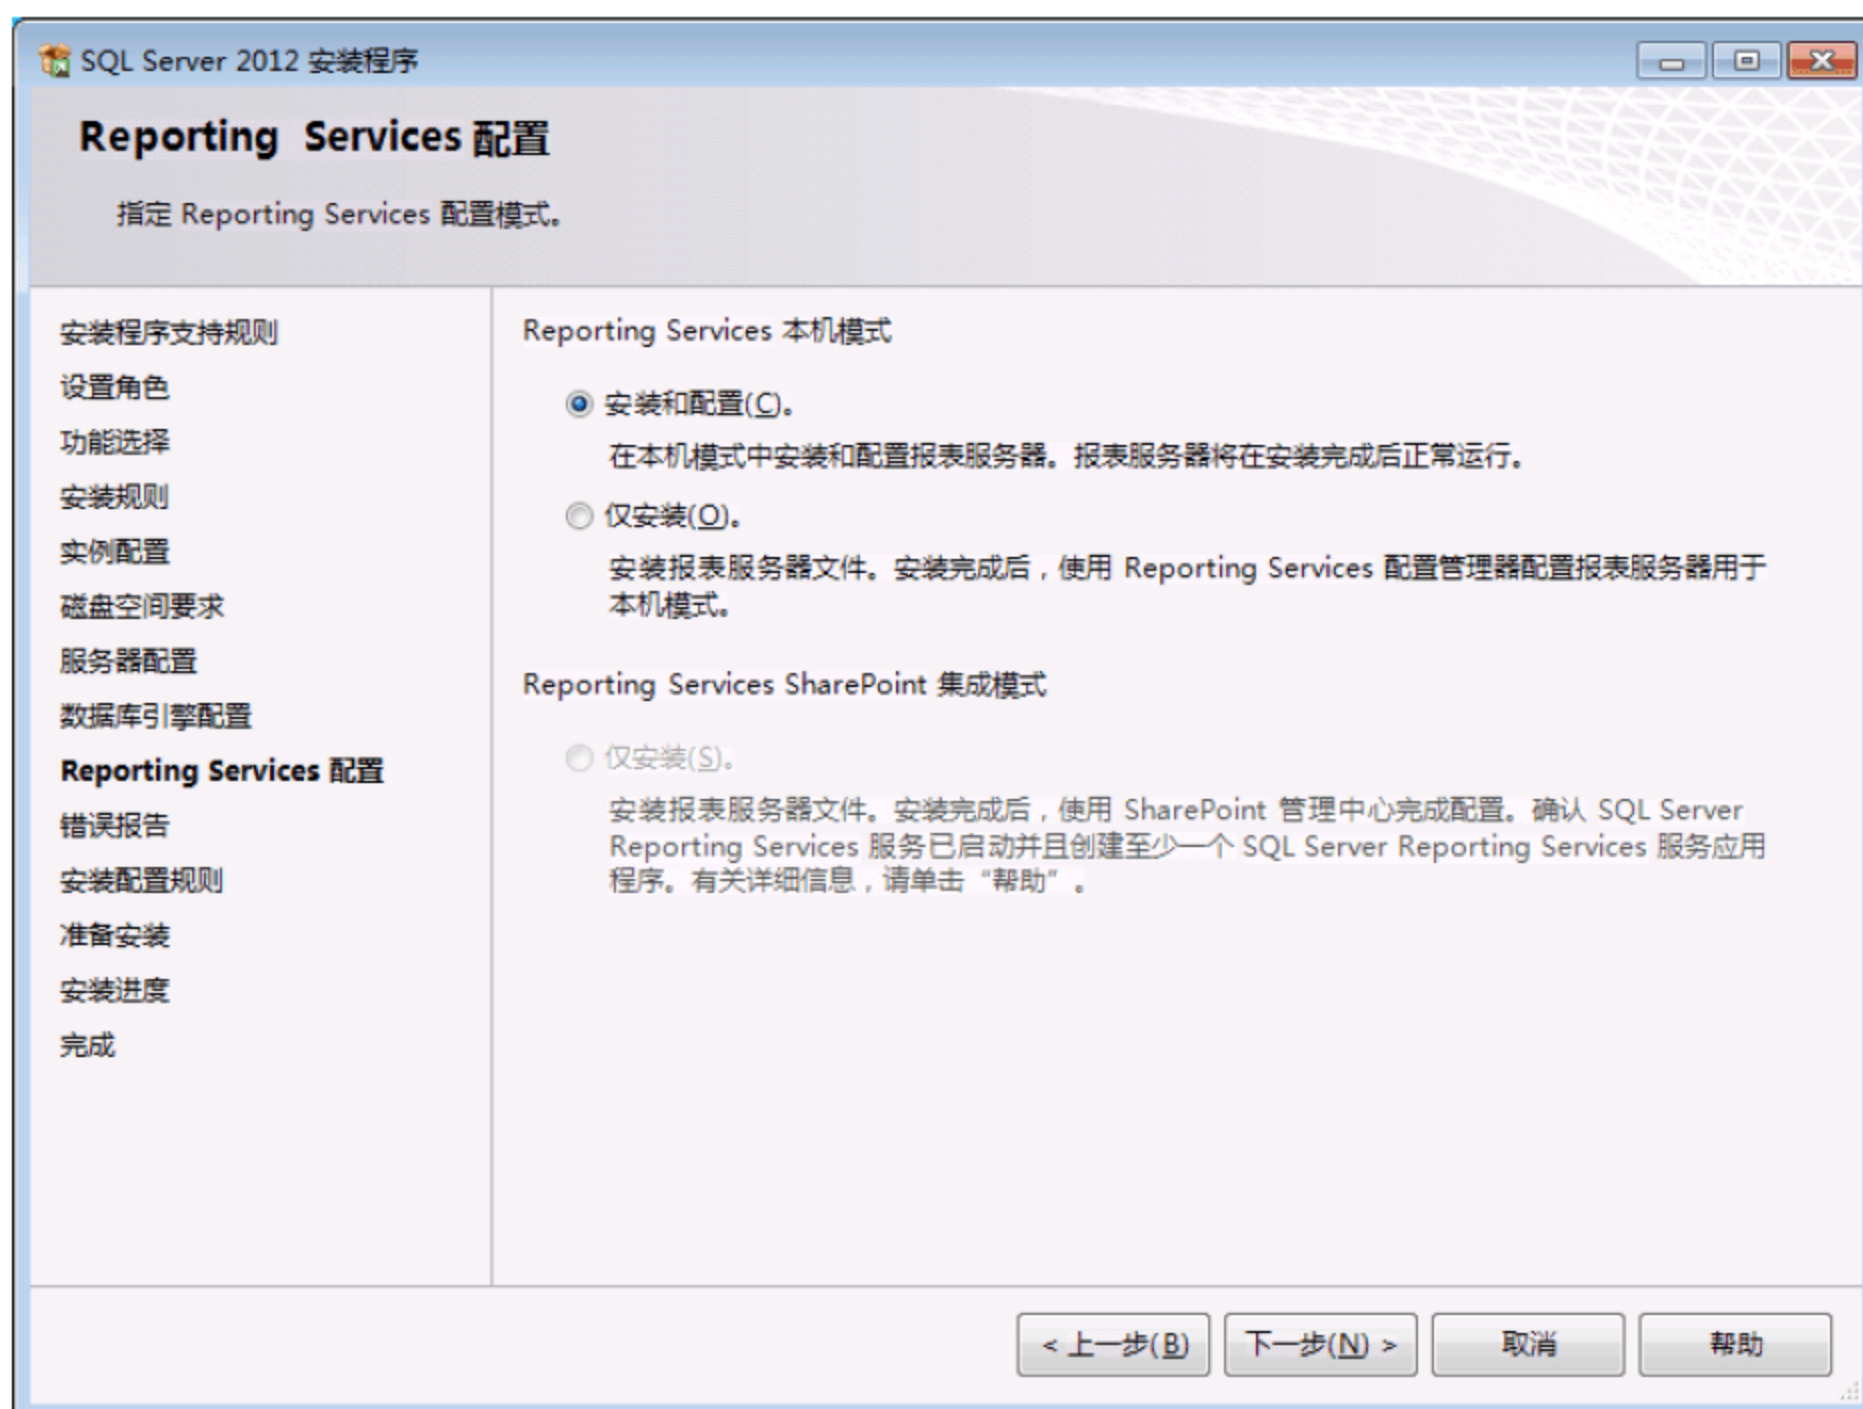 SQL Server 2012 安装程序
Reporting Services 配置
指定 Reporting Services 配置模式。
安装程序支持规则
设置角色
功能选择
安装规则
实例配置
磁盘空间要求
服务器配置
数据库引擎配置
Reporting Services 配置
错误报告
安装配置规则
准备安装
安装进度
完成
Reporting Services 本机模式
安装和配置(C)。
在本机模式中安装和配置报表服务器。报表服务器将在安装完成后正常运行。
仅安装(O)。
安装报表服务器文件。安装完成后，使用 Reporting Services 配置管理器配置报表服务器用于
本机模式。
Reporting Services SharePoint 集成模式
仅安装(S)。
安装报表服务器文件。安装完成后，使用 SharePoint 管理中心完成配置。确认 SQL Server
Reporting Services 服务已启动并且创建至少一个 SQL Server Reporting Services 服务应用
程序。有关详细信息，请单击“帮助”。
< 上一步(B)
下一步(N) >
取消
帮助